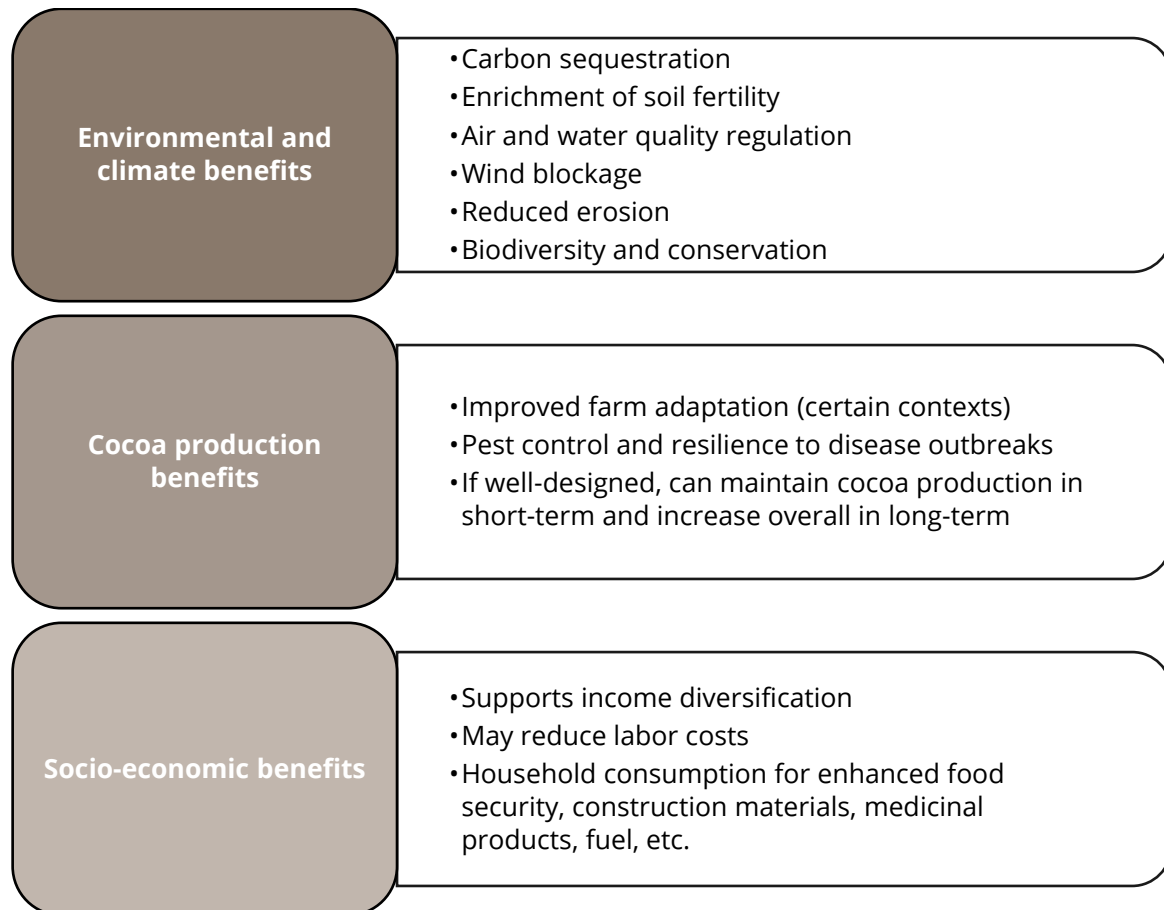 Environmental and
climate benefits
•Carbon sequestration
•Enrichment of soil fertility
•Air and water quality regulation
•Wind blockage
•Reduced erosion
•Biodiversity and conservation
Cocoa production
benefits
•Improved farm adaptation (certain contexts)
•Pest control and resilience to disease outbreaks
•If well-designed, can maintain cocoa production in
short-term and increase overall in long-term
Socio-economic benefits
•Supports income diversification
•May reduce labor costs
•Household consumption for enhanced food
security, construction materials, medicinal
products, fuel, etc.